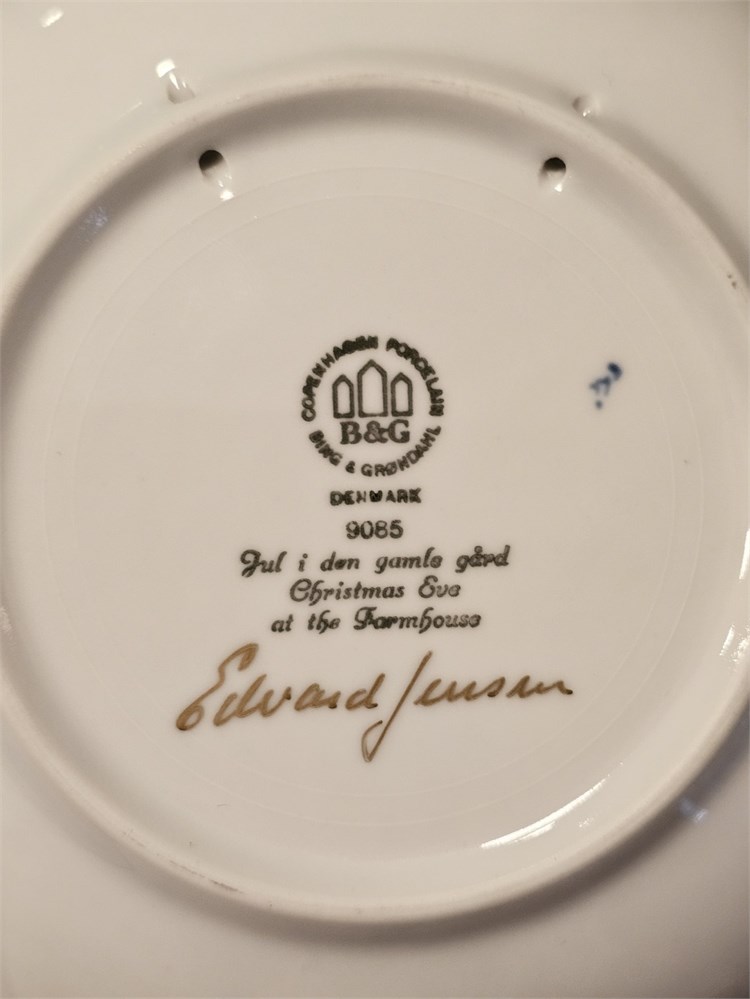 COPENHAGEN PORCELAIN
B&G
BING & GRØNDAHL
DENMARK
9085
Jul i den gamle gård
Christmas Eve
at the Farmhouse
Edvard Jensen